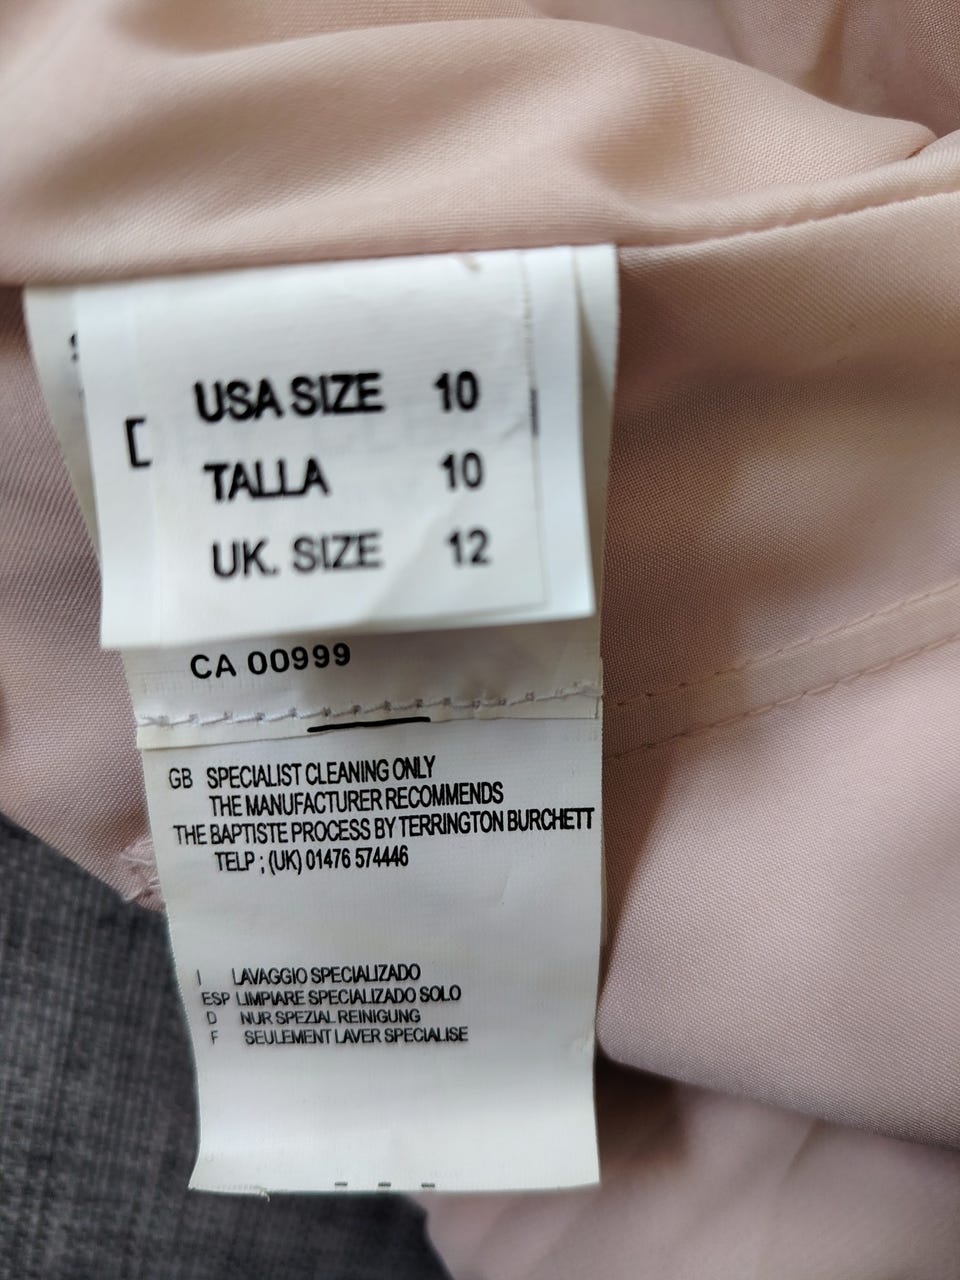 USA SIZE 10
TALLA 10
UK. SIZE 12
CA 00999
GB SPECIALIST CLEANING ONLY
THE MANUFACTURER RECOMMENDS
THE BAPTISTE PROCESS BY TERRINGTON BURCHETT
TELP ; (UK) 01476 574446
I LAVAGGIO SPECIALIZADO
ESP LIMPIARE SPECIALIZADO SOLO
D NUR SPEZIAL REINIGUNG
F SEULEMENT LAVER SPECIALISE